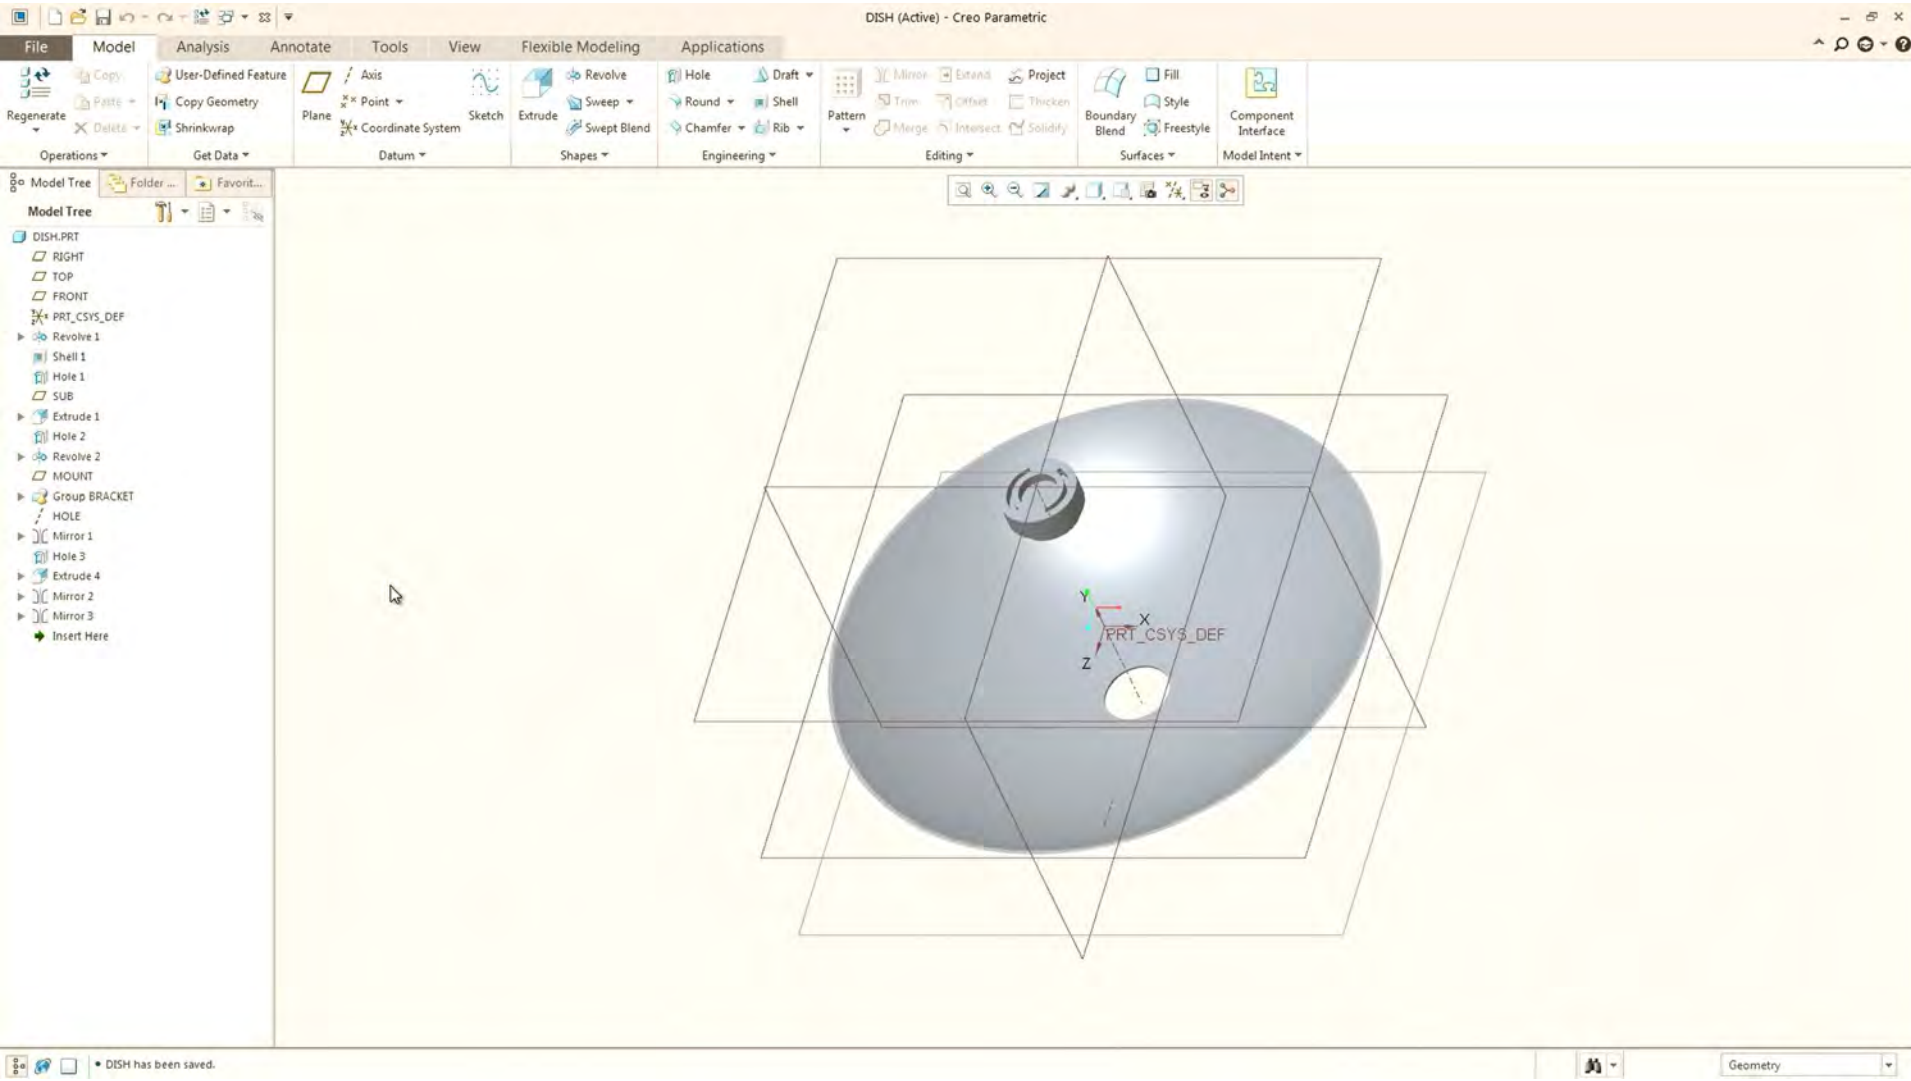 DISH (Active) - Creo Parametric
File Model Analysis Annotate Tools View Flexible Modeling Applications
Regenerate
Copy
Paste
Delete
Operations
User-Defined Feature
Copy Geometry
Shrinkwrap
Get Data
Plane
Axis
Point
Coordinate System
Sketch
Datum
Extrude
Revolve
Sweep
Swept Blend
Shapes
Hole
Draft
Round
Shell
Chamfer
Rib
Engineering
Pattern
Mirror
Extend
Project
Trim
Offset
Thicken
Merge
Intersect
Solidify
Editing
Boundary
Blend
Fill
Style
Freestyle
Surfaces
Component
Interface
Model Intent
Model Tree
Folder ...
Favorit...
Model Tree
DISH.PRT
RIGHT
TOP
FRONT
PRT_CSYS_DEF
Revolve 1
Shell 1
Hole 1
SUB
Extrude 1
Hole 2
Revolve 2
MOUNT
Group BRACKET
HOLE
Mirror 1
Hole 3
Extrude 4
Mirror 2
Mirror 3
Insert Here
Y
X
PRT_CSYS_DEF
Z
• DISH has been saved.
Geometry